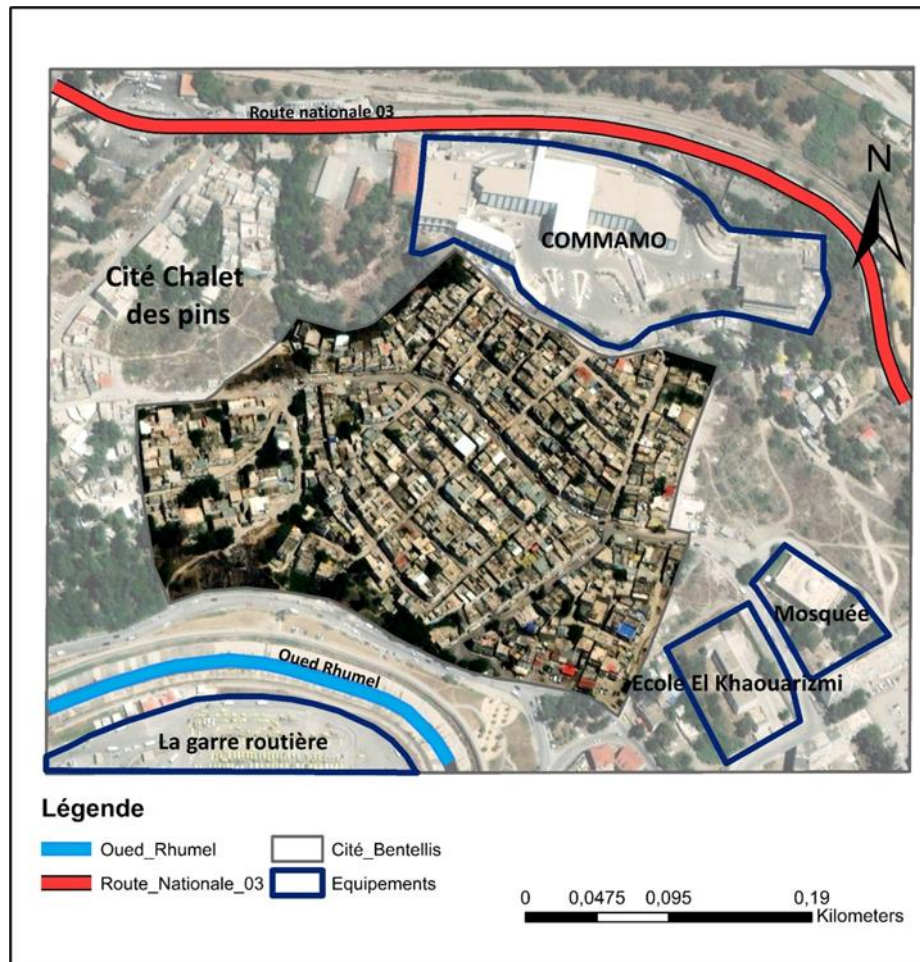 Route nationale 03
N
COMMAMO
Cité Chalet
des pins
Mosquée
Oued Rhumel
Ecole El Khaouarizmi
La garre routière
Légende
Oued_Rhumel
Cité_Bentellis
Route_Nationale_03
Equipements
0 0,0475 0,095 0,19
Kilometers